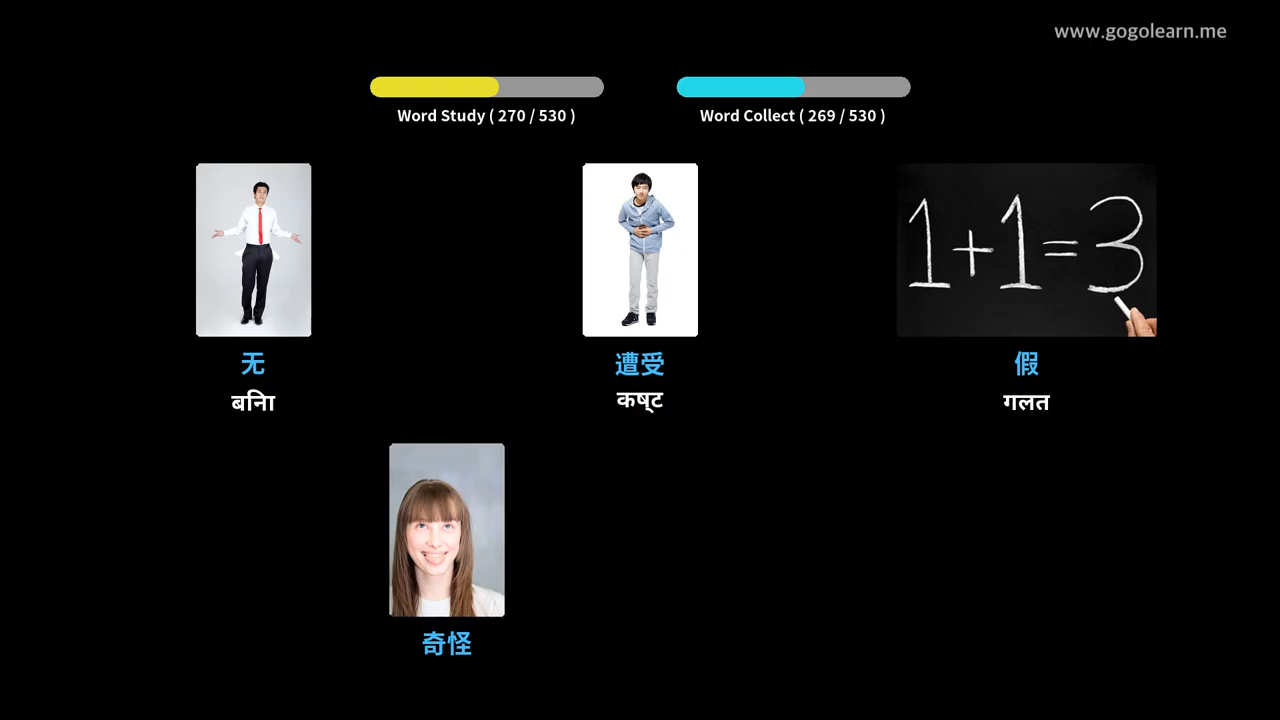 www.gogolearn.me
Word Study ( 270 / 530 )
Word Collect ( 269 / 530 )
1+1=3
无
बिना
遭受
कष्ट
假
गलत
奇怪